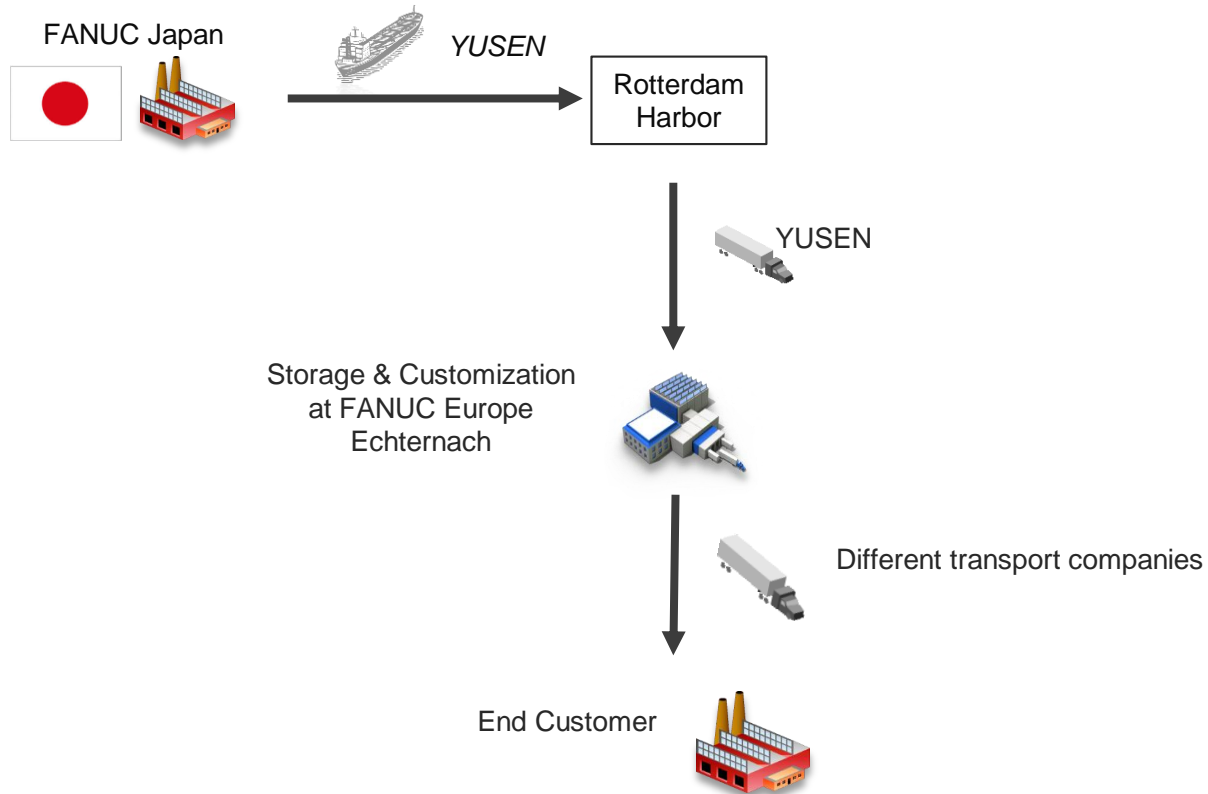 FANUC Japan
YUSEN
Rotterdam
Harbor
YUSEN
Storage & Customization
at FANUC Europe
Echternach
Different transport companies
End Customer